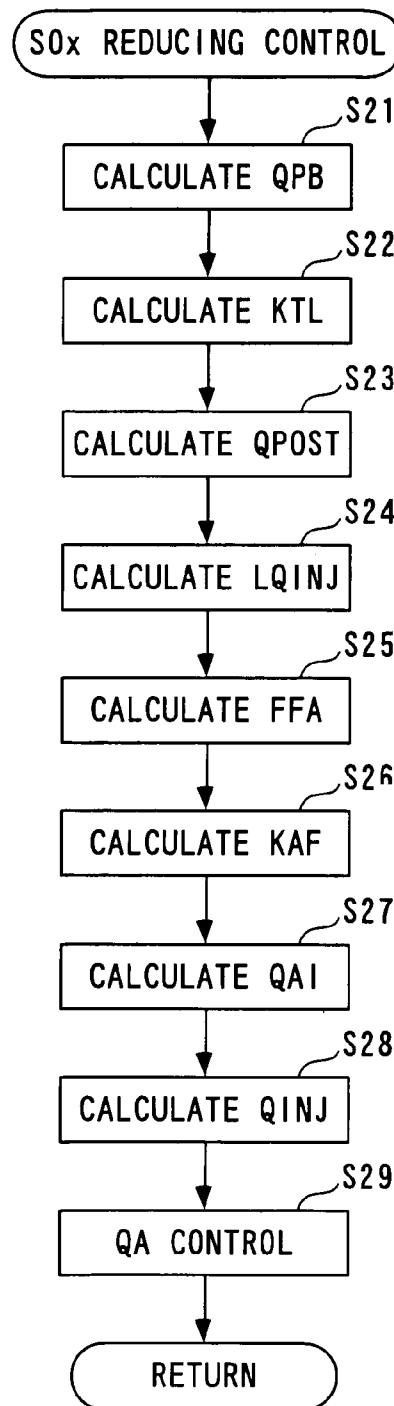 SOx REDUCING CONTROL
S21
CALCULATE QPB
S22
CALCULATE KTL
S23
CALCULATE QPOST
S24
CALCULATE LQINJ
S25
CALCULATE FFA
S26
CALCULATE KAF
S27
CALCULATE QAI
S28
CALCULATE QINJ
S29
QA CONTROL
RETURN